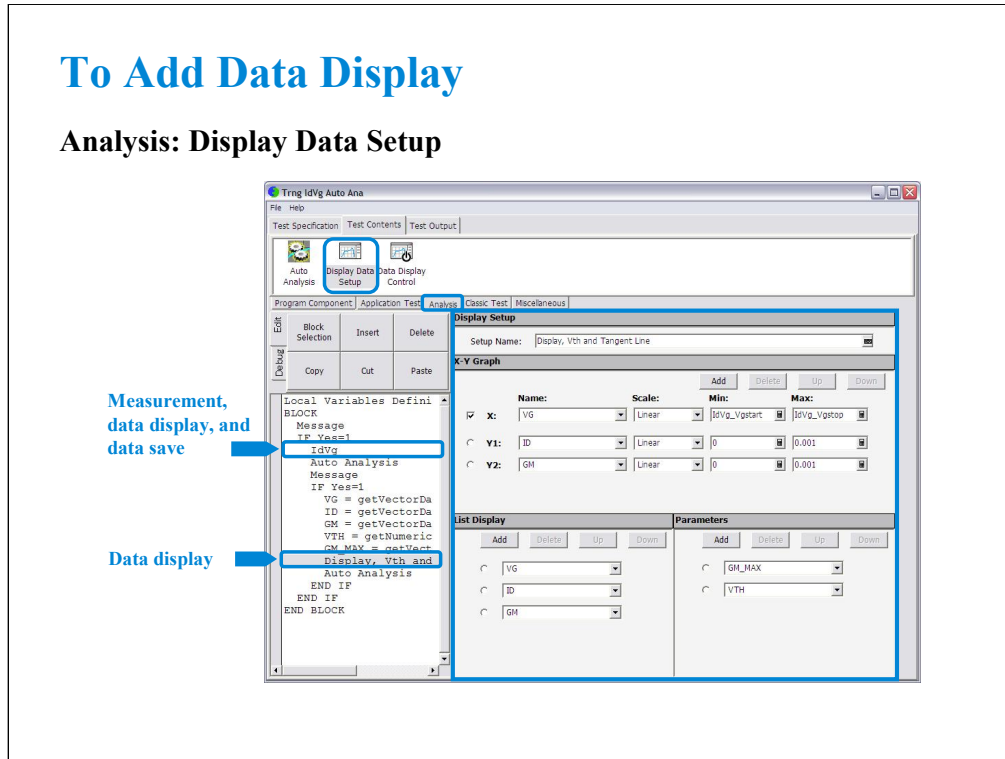 To Add Data Display
Analysis: Display Data Setup
Trng IdVg Auto Ana
File Help
Test Specification Test Contents Test Output
Auto Analysis
Display Data Setup
Data Display Control
Program Component Application Test Analysis Classic Test Miscellaneous
Edit
Debug
Block Selection Insert Delete
Copy Cut Paste
Measurement,
data display, and
data save
Data display
Local Variables Defini
BLOCK
Message
IF Yes=1
IdVg
Auto Analysis
Message
IF Yes=1
VG = getVectorDa
ID = getVectorDa
GM = getVectorDa
VTH = getNumeric
GM_MAX = getVect
Display, Vth and
Auto Analysis
END IF
END IF
END BLOCK
Display Setup
Setup Name: Display, Vth and Tangent Line
X-Y Graph
Add Delete Up Down
Name: Scale: Min: Max:
X: VG Linear IdVg_Vgstart IdVg_Vgstop
Y1: ID Linear 0 0.001
Y2: GM Linear 0 0.001
List Display
Add Delete Up Down
VG
ID
GM
Parameters
Add Delete Up Down
GM_MAX
VTH